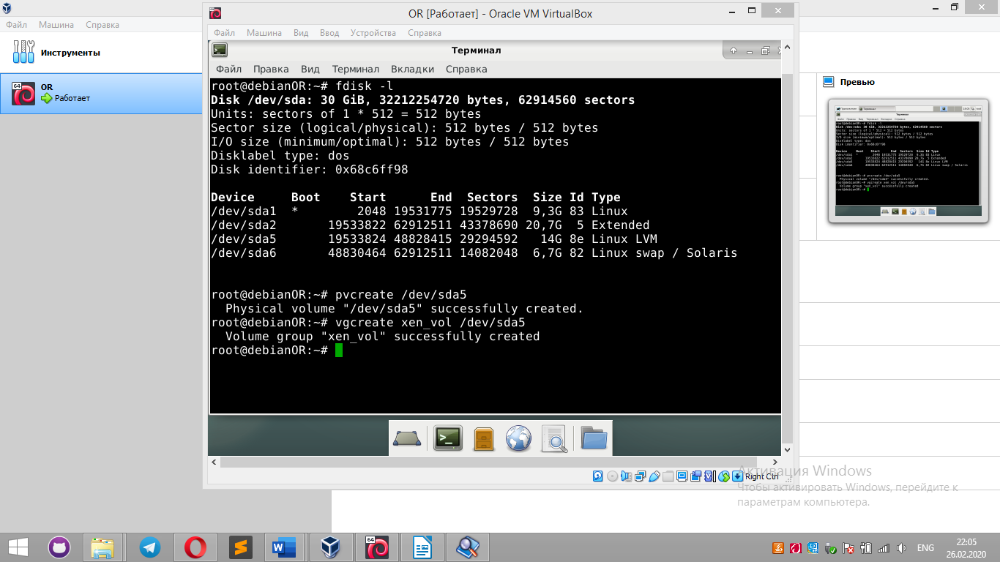 OR [Работает] - Oracle VM VirtualBox
Файл Машина Справка
Файл Машина Вид Ввод Устройства Справка
Инструменты
64
OR
Работает
Терминал
Файл Правка Вид Терминал Вкладки Справка
root@debianOR:~# fdisk -l
Disk /dev/sda: 30 GiB, 32212254720 bytes, 62914560 sectors
Units: sectors of 1 * 512 = 512 bytes
Sector size (logical/physical): 512 bytes / 512 bytes
I/O size (minimum/optimal): 512 bytes / 512 bytes
Disklabel type: dos
Disk identifier: 0x68c6ff98
Device Boot Start End Sectors Size Id Type
/dev/sda1 * 2048 19531775 19529728 9,3G 83 Linux
/dev/sda2 19533822 62912511 43378690 20,7G 5 Extended
/dev/sda5 19533824 48828415 29294592 14G 8e Linux LVM
/dev/sda6 48830464 62912511 14082048 6,7G 82 Linux swap / Solaris
root@debianOR:~# pvcreate /dev/sda5
Physical volume "/dev/sda5" successfully created.
root@debianOR:~# vgcreate xen_vol /dev/sda5
Volume group "xen_vol" successfully created
root@debianOR:~#
Превью
Right Ctrl
Активация Windows
Чтобы активировать Windows, перейдите к
параметрам компьютера.
ENG
22:05
26.02.2020